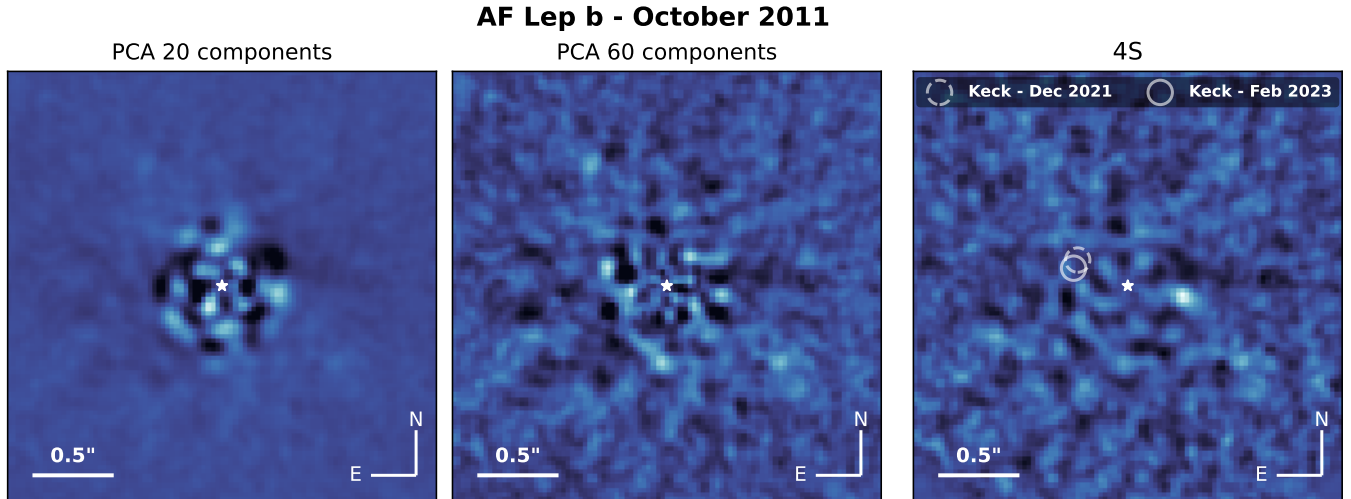 AF Lep b - October 2011
PCA 20 components
PCA 60 components
4S
Keck - Dec 2021
Keck - Feb 2023
N
E
0.5"
N
E
0.5"
N
E
0.5"